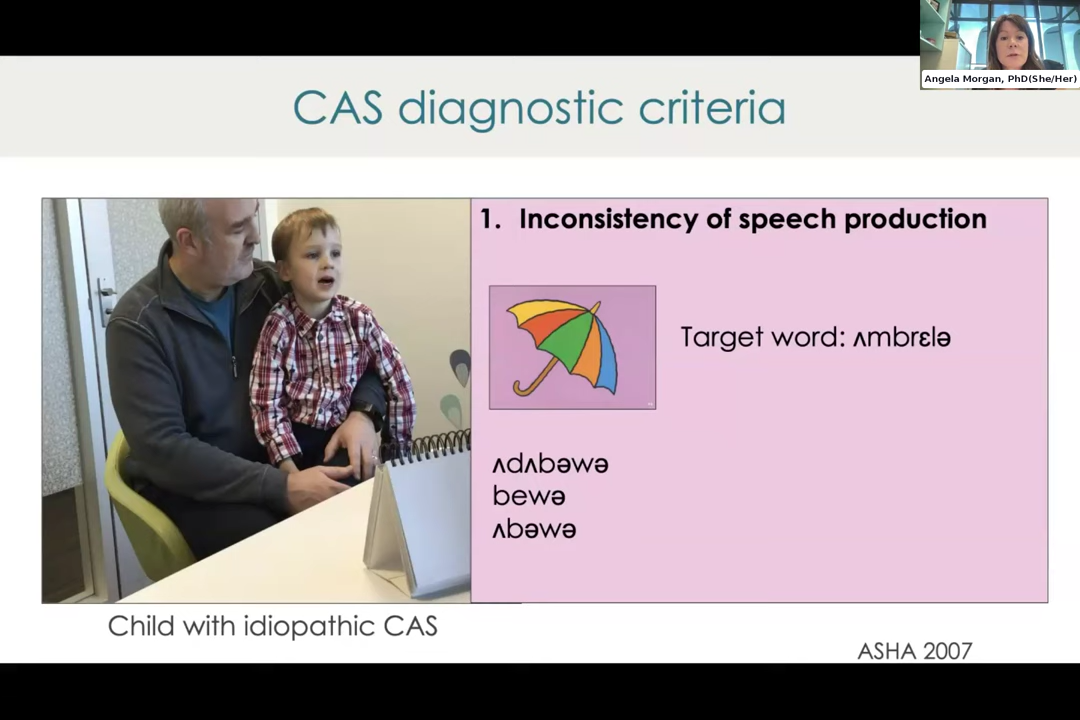 Angela Morgan, PhD(She/Her)
CAS diagnostic criteria
1. Inconsistency of speech production
Target word: ʌmbrɛlə
ʌdʌbəwə
bewə
ʌbəwə
Child with idiopathic CAS
ASHA 2007